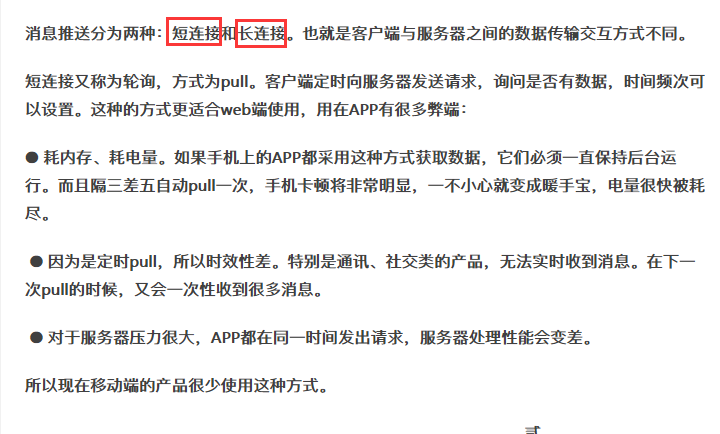 消息推送分为两种：短连接和长连接。也就是客户端与服务器之间的数据传输交互方式不同。
短连接又称为轮询，方式为pull。客户端定时向服务器发送请求，询问是否有数据，时间频次可
以设置。这种的方式更适合web端使用，用在APP有很多弊端：
● 耗内存、耗电量。如果手机上的APP都采用这种方式获取数据，它们必须一直保持后台运
行。而且隔三差五自动pull一次，手机卡顿将非常明显，一不小心就变成暖手宝，电量很快被耗
尽。
● 因为是定时pull，所以时效性差。特别是通讯、社交类的产品，无法实时收到消息。在下一
次pull的时候，又会一次性收到很多消息。
● 对于服务器压力很大，APP都在同一时间发出请求，服务器处理性能会变差。
所以现在移动端的产品很少使用这种方式。